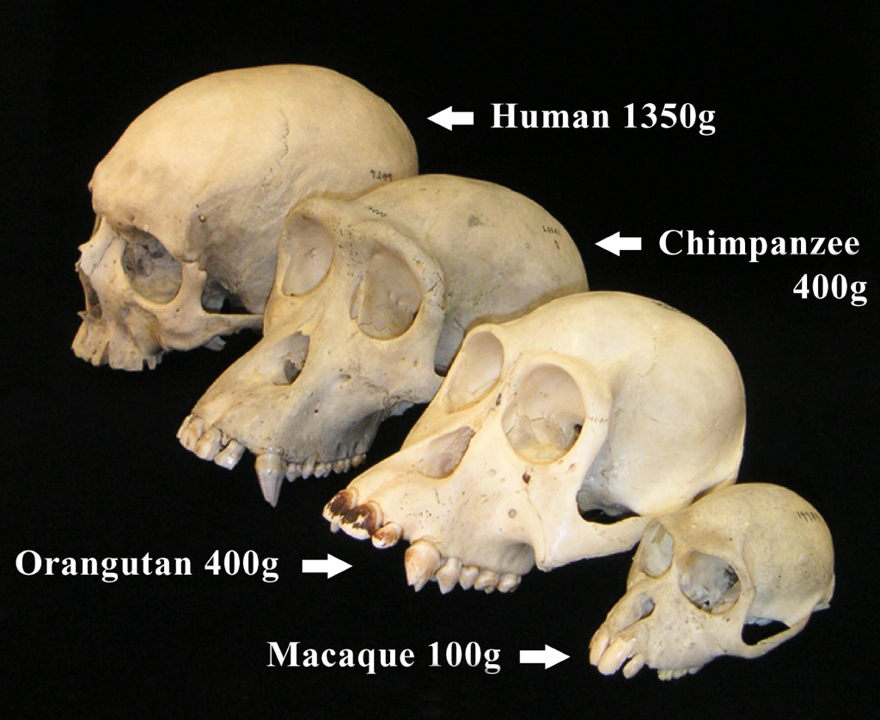 Human 1350g
Chimpanzee
400g
Orangutan 400g
Macaque 100g